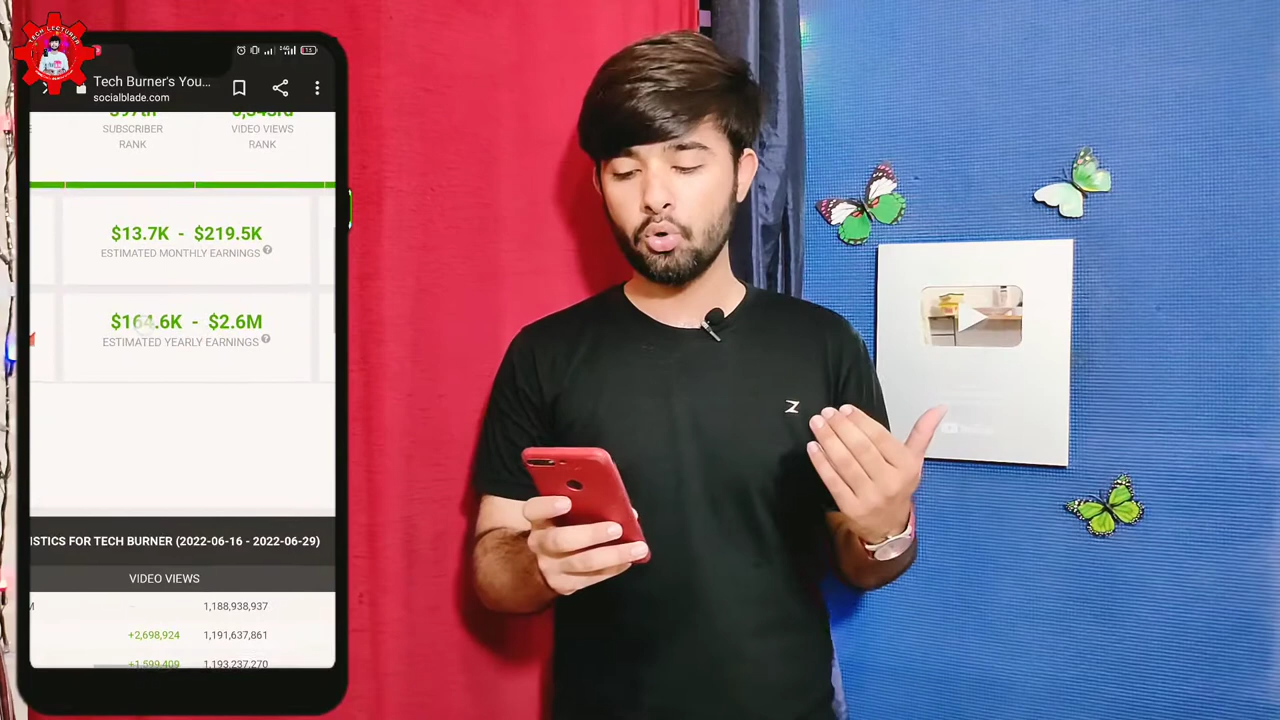 TECH LECTURER
Tech Burner's You...
socialblade.com
SUBSCRIBER
RANK
VIDEO VIEWS
RANK
$13.7K - $219.5K
ESTIMATED MONTHLY EARNINGS ?
$164.6K - $2.6M
ESTIMATED YEARLY EARNINGS ?
ISTICS FOR TECH BURNER (2022-06-16 - 2022-06-29)
VIDEO VIEWS
M -- 1,188,938,937
+2,698,924 1,191,637,861
+1,599,409 1,193,237,270
Z